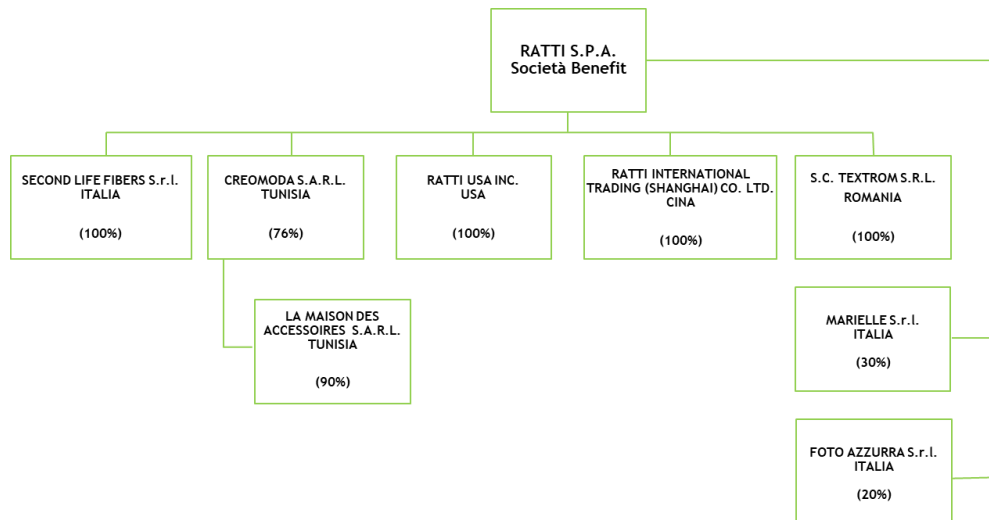 RATTI S.P.A.
Società Benefit
SECOND LIFE FIBERS S.r.l.
ITALIA
(100%)
CREOMODA S.A.R.L.
TUNISIA
(76%)
RATTI USA INC.
USA
(100%)
RATTI INTERNATIONAL
TRADING (SHANGHAI) CO. LTD.
CINA
(100%)
S.C. TEXTROM S.R.L.
ROMANIA
(100%)
LA MAISON DES
ACCESSOIRES S.A.R.L.
TUNISIA
(90%)
MARIELLE S.r.l.
ITALIA
(30%)
FOTO AZZURRA S.r.l.
ITALIA
(20%)